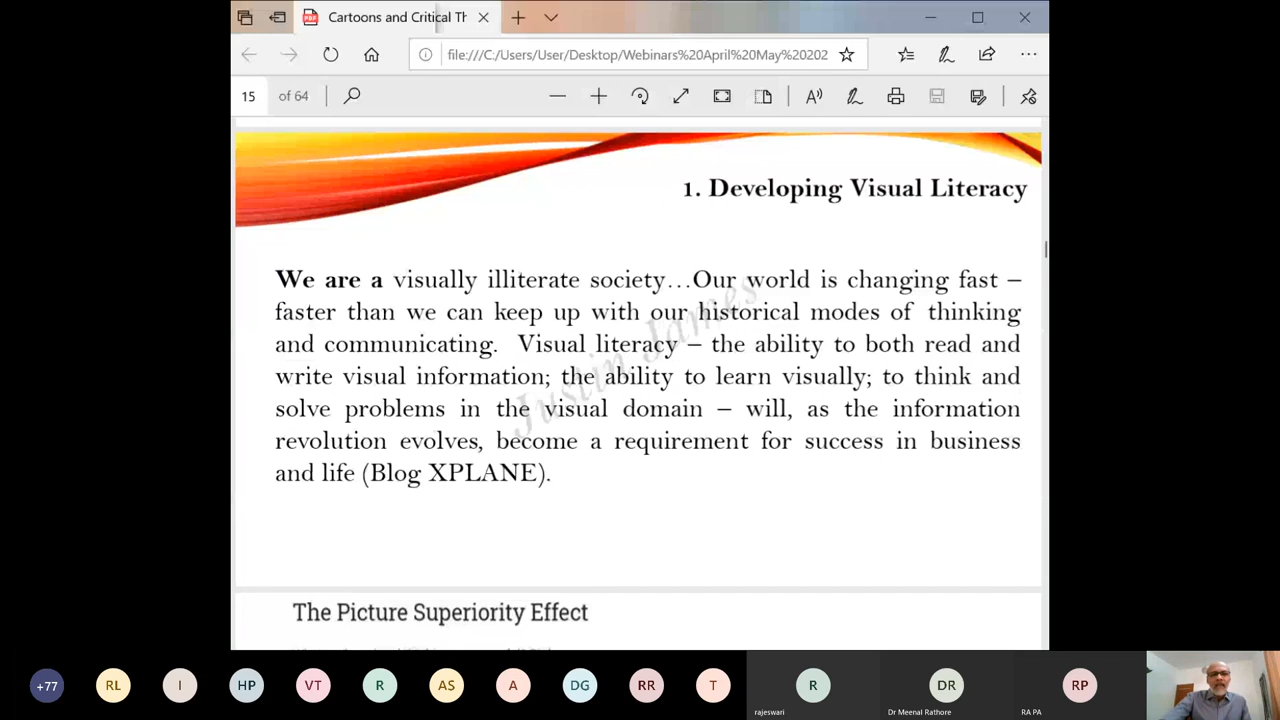 Cartoons and Critical Th
file:///C:/Users/User/Desktop/Webinars%20April%20May%20202
15 of 64
1. Developing Visual Literacy
We are a visually illiterate society…Our world is changing fast –
faster than we can keep up with our historical modes of thinking
and communicating. Visual literacy – the ability to both read and
write visual information; the ability to learn visually; to think and
solve problems in the visual domain – will, as the information
revolution evolves, become a requirement for success in business
and life (Blog XPLANE).
Justin James
The Picture Superiority Effect
+77 RL I HP VT R AS A DG RR T R DR RP
rajeswari Dr Meenal Rathore RA PA